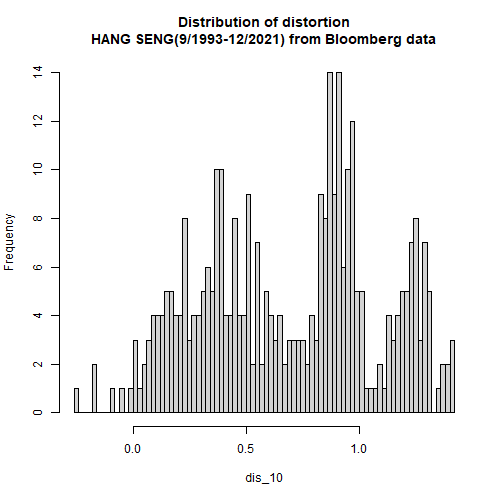 Distribution of distortion
HANG SENG(9/1993-12/2021) from Bloomberg data
Frequency
14
12
10
8
6
4
2
0
0.0 0.5 1.0
dis_10